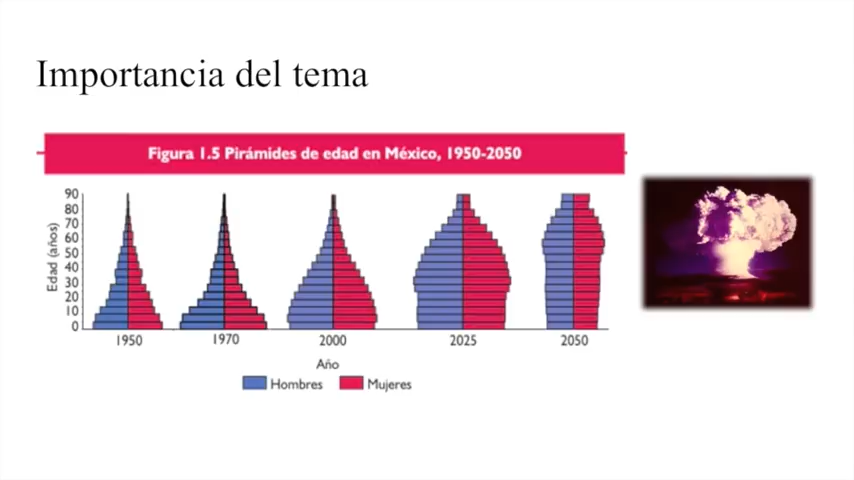 Importancia del tema
Figura 1.5 Pirámides de edad en México, 1950-2050
90
80
70
60
50
40
30
20
10
0
Edad (años)
1950 1970 2000 2025 2050
Año
Hombres Mujeres